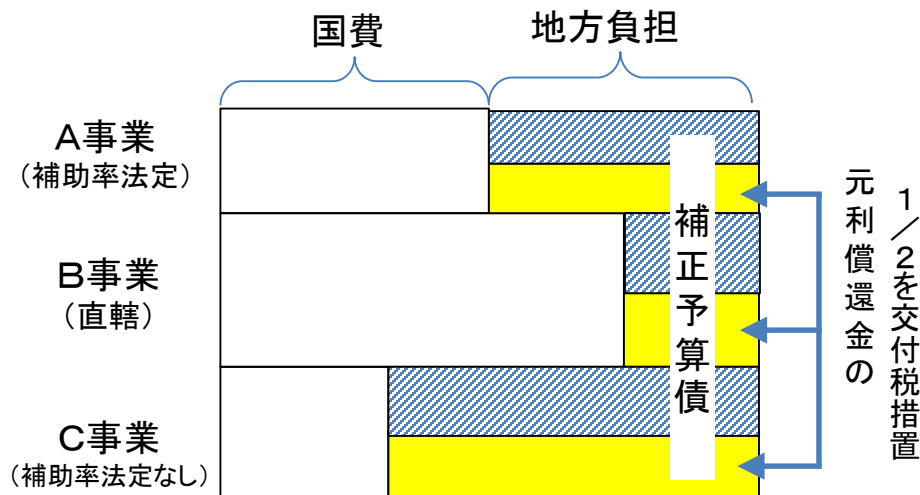 国費
地方負担
A事業
(補助率法定)
B事業
(直轄)
C事業
(補助率法定なし)
補正予算債
元利償還金の
1/2を交付税措置